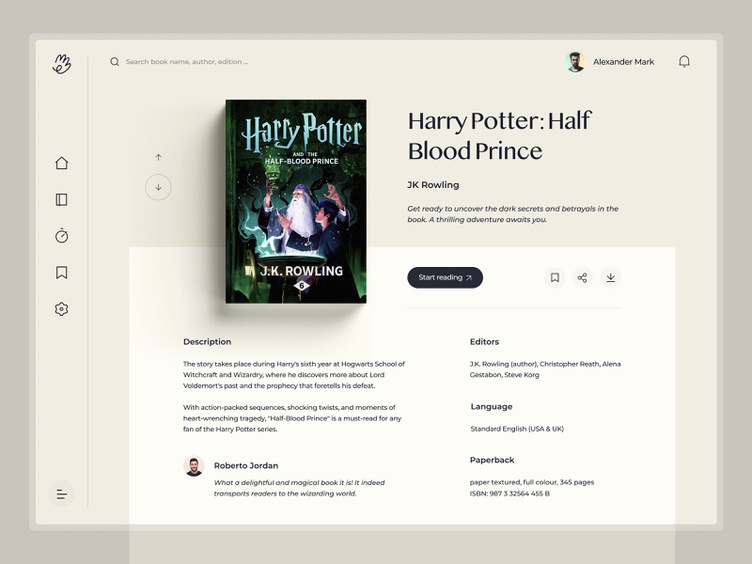 Search book name, author, edition ...
Alexander Mark
Harry Potter
AND THE
HALF-BLOOD PRINCE
J.K. ROWLING
6
Harry Potter: Half
Blood Prince
JK Rowling
Get ready to uncover the dark secrets and betrayals in the
book. A thrilling adventure awaits you.
Start reading
Description
The story takes place during Harry's sixth year at Hogwarts School of
Witchcraft and Wizardry, where he discovers more about Lord
Voldemort's past and the prophecy that foretells his defeat.
With action-packed sequences, shocking twists, and moments of
heart-wrenching tragedy, "Half-Blood Prince" is a must-read for any
fan of the Harry Potter series.
Roberto Jordan
What a delightful and magical book it is! It indeed
transports readers to the wizarding world.
Editors
J.K. Rowling (author), Christopher Reath, Alena
Gestabon, Steve Korg
Language
Standard English (USA & UK)
Paperback
paper textured, full colour, 345 pages
ISBN: 987 3 32564 455 B